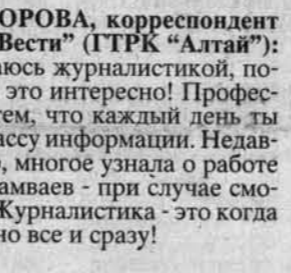 ОРОВА, корреспондент
Вести” (ГТРК “Алтай”):
аюсь журналистикой, по-
это интересно! Профес-
тем, что каждый день ты
ассу информации. Недав-
, многое узнала о работе
амваев - при случае смо-
Журналистика - это когда
но все и сразу!